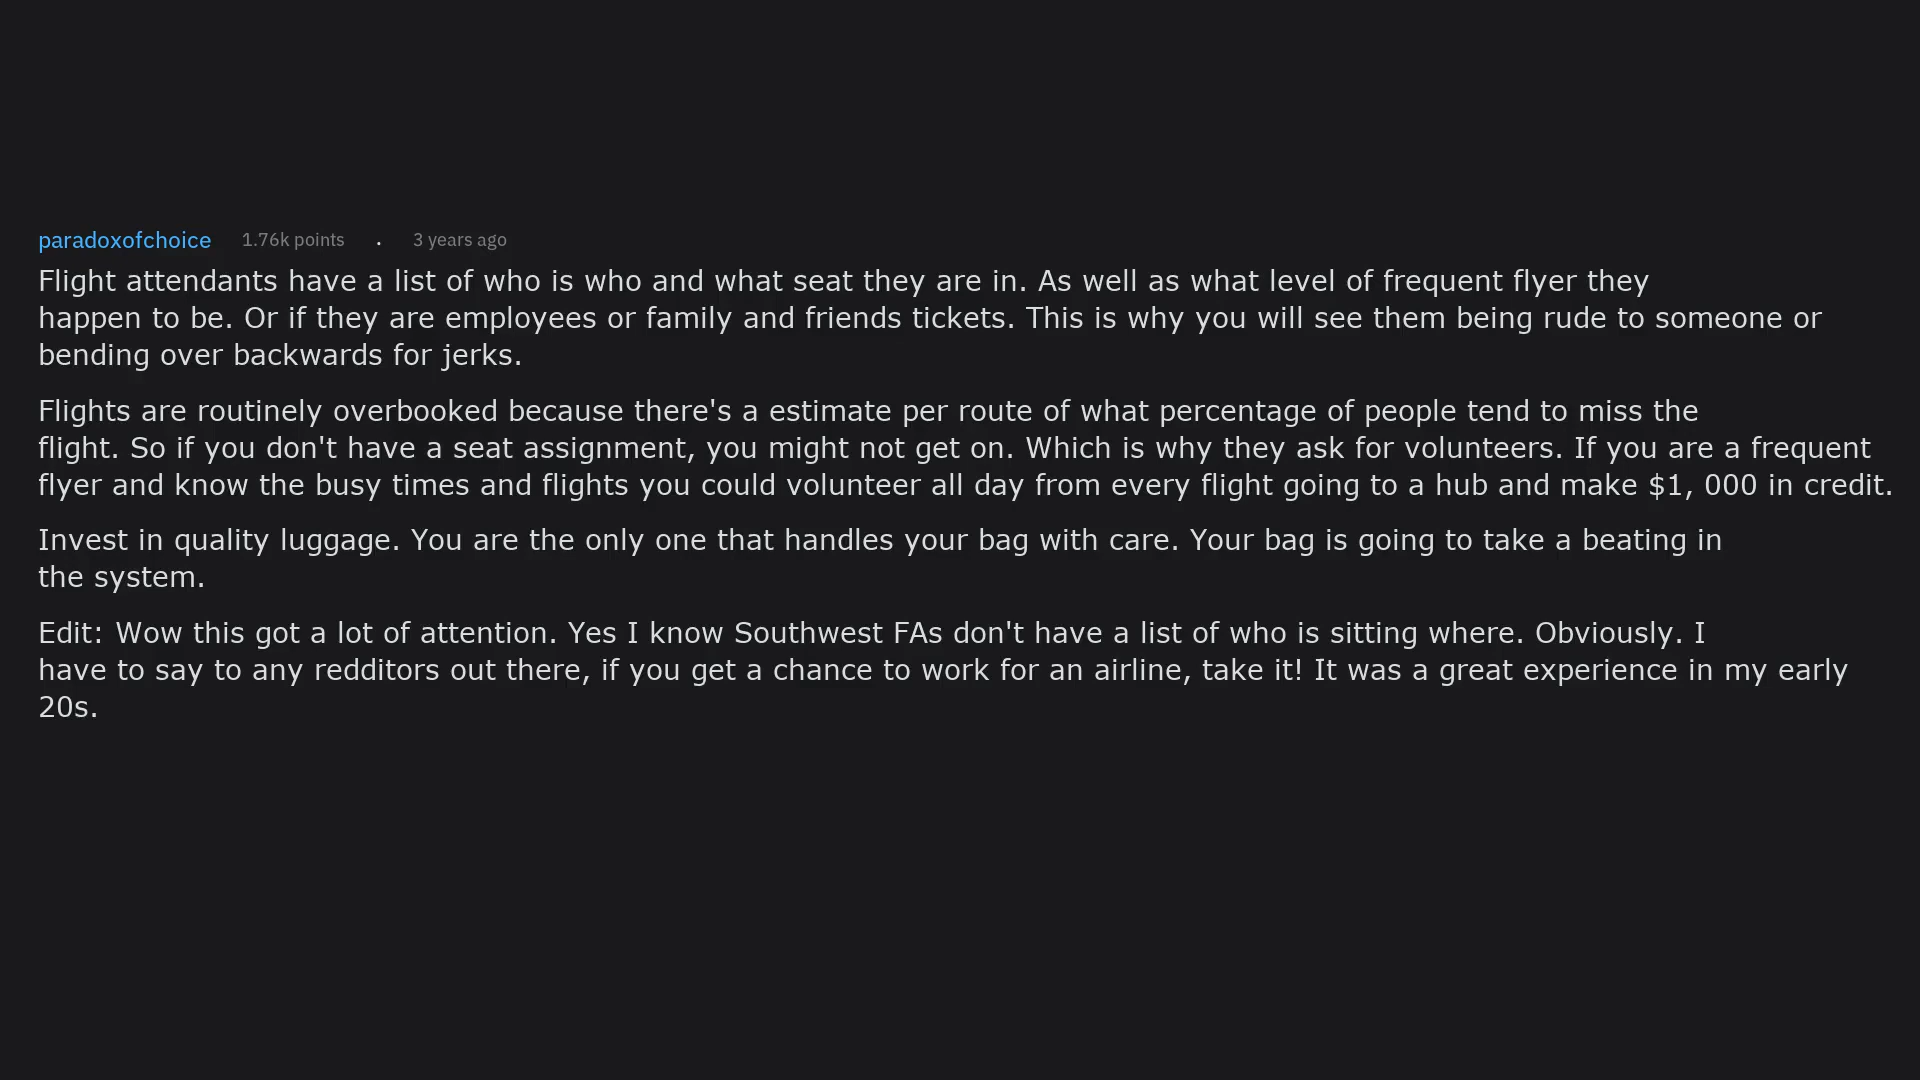 paradoxofchoice 1.76k points . 3 years ago
Flight attendants have a list of who is who and what seat they are in. As well as what level of frequent flyer they
happen to be. Or if they are employees or family and friends tickets. This is why you will see them being rude to someone or
bending over backwards for jerks.
Flights are routinely overbooked because there's a estimate per route of what percentage of people tend to miss the
flight. So if you don't have a seat assignment, you might not get on. Which is why they ask for volunteers. If you are a frequent
flyer and know the busy times and flights you could volunteer all day from every flight going to a hub and make $1, 000 in credit.
Invest in quality luggage. You are the only one that handles your bag with care. Your bag is going to take a beating in
the system.
Edit: Wow this got a lot of attention. Yes I know Southwest FAs don't have a list of who is sitting where. Obviously. I
have to say to any redditors out there, if you get a chance to work for an airline, take it! It was a great experience in my early
20s.